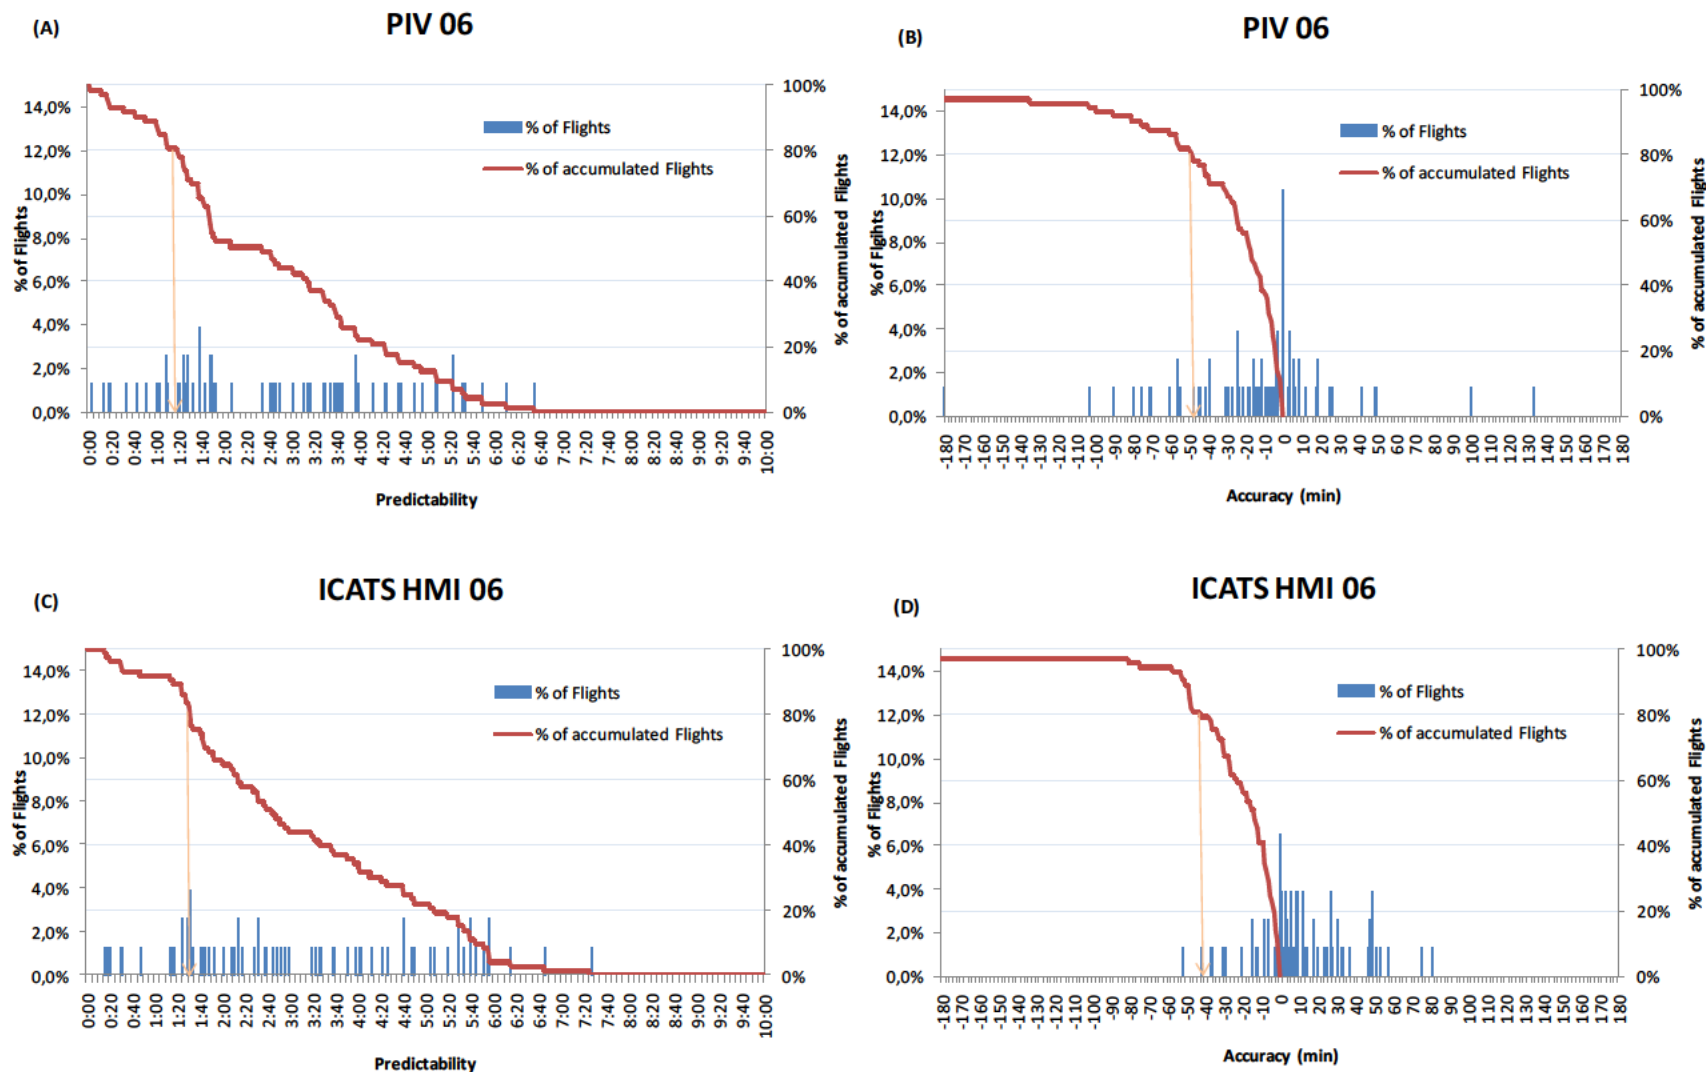 (A)
PIV 06
14,0%
12,0%
10,0%
8,0%
6,0%
4,0%
2,0%
0,0%
% of Flights
100%
80%
60%
40%
20%
0%
% of accumulated Flights
% of Flights
% of accumulated Flights
0:00 0:20 0:40 1:00 1:20 1:40 2:00 2:20 2:40 3:00 3:20 3:40 4:00 4:20 4:40 5:00 5:20 5:40 6:00 6:20 6:40 7:00 7:20 7:40 8:00 8:20 8:40 9:00 9:20 9:40 10:00
Predictability
(B)
PIV 06
14,0%
12,0%
10,0%
8,0%
6,0%
4,0%
2,0%
0,0%
% of Flights
100%
80%
60%
40%
20%
0%
% of accumulated Flights
% of Flights
% of accumulated Flights
-180 -170 -160 -150 -140 -130 -120 -110 -100 -90 -80 -70 -60 -50 -40 -30 -20 -10 0 10 20 30 40 50 60 70 80 90 100 110 120 130 140 150 160 170 180
Accuracy (min)
(C)
ICATS HMI 06
14,0%
12,0%
10,0%
8,0%
6,0%
4,0%
2,0%
0,0%
% of Flights
100%
80%
60%
40%
20%
0%
% of accumulated Flights
% of Flights
% of accumulated Flights
0:00 0:20 0:40 1:00 1:20 1:40 2:00 2:20 2:40 3:00 3:20 3:40 4:00 4:20 4:40 5:00 5:20 5:40 6:00 6:20 6:40 7:00 7:20 7:40 8:00 8:20 8:40 9:00 9:20 9:40 10:00
Predictability
(D)
ICATS HMI 06
14,0%
12,0%
10,0%
8,0%
6,0%
4,0%
2,0%
0,0%
% of Flights
100%
80%
60%
40%
20%
0%
% of accumulated Flights
% of Flights
% of accumulated Flights
-180 -170 -160 -150 -140 -130 -120 -110 -100 -90 -80 -70 -60 -50 -40 -30 -20 -10 0 10 20 30 40 50 60 70 80 90 100 110 120 130 140 150 160 170 180
Accuracy (min)